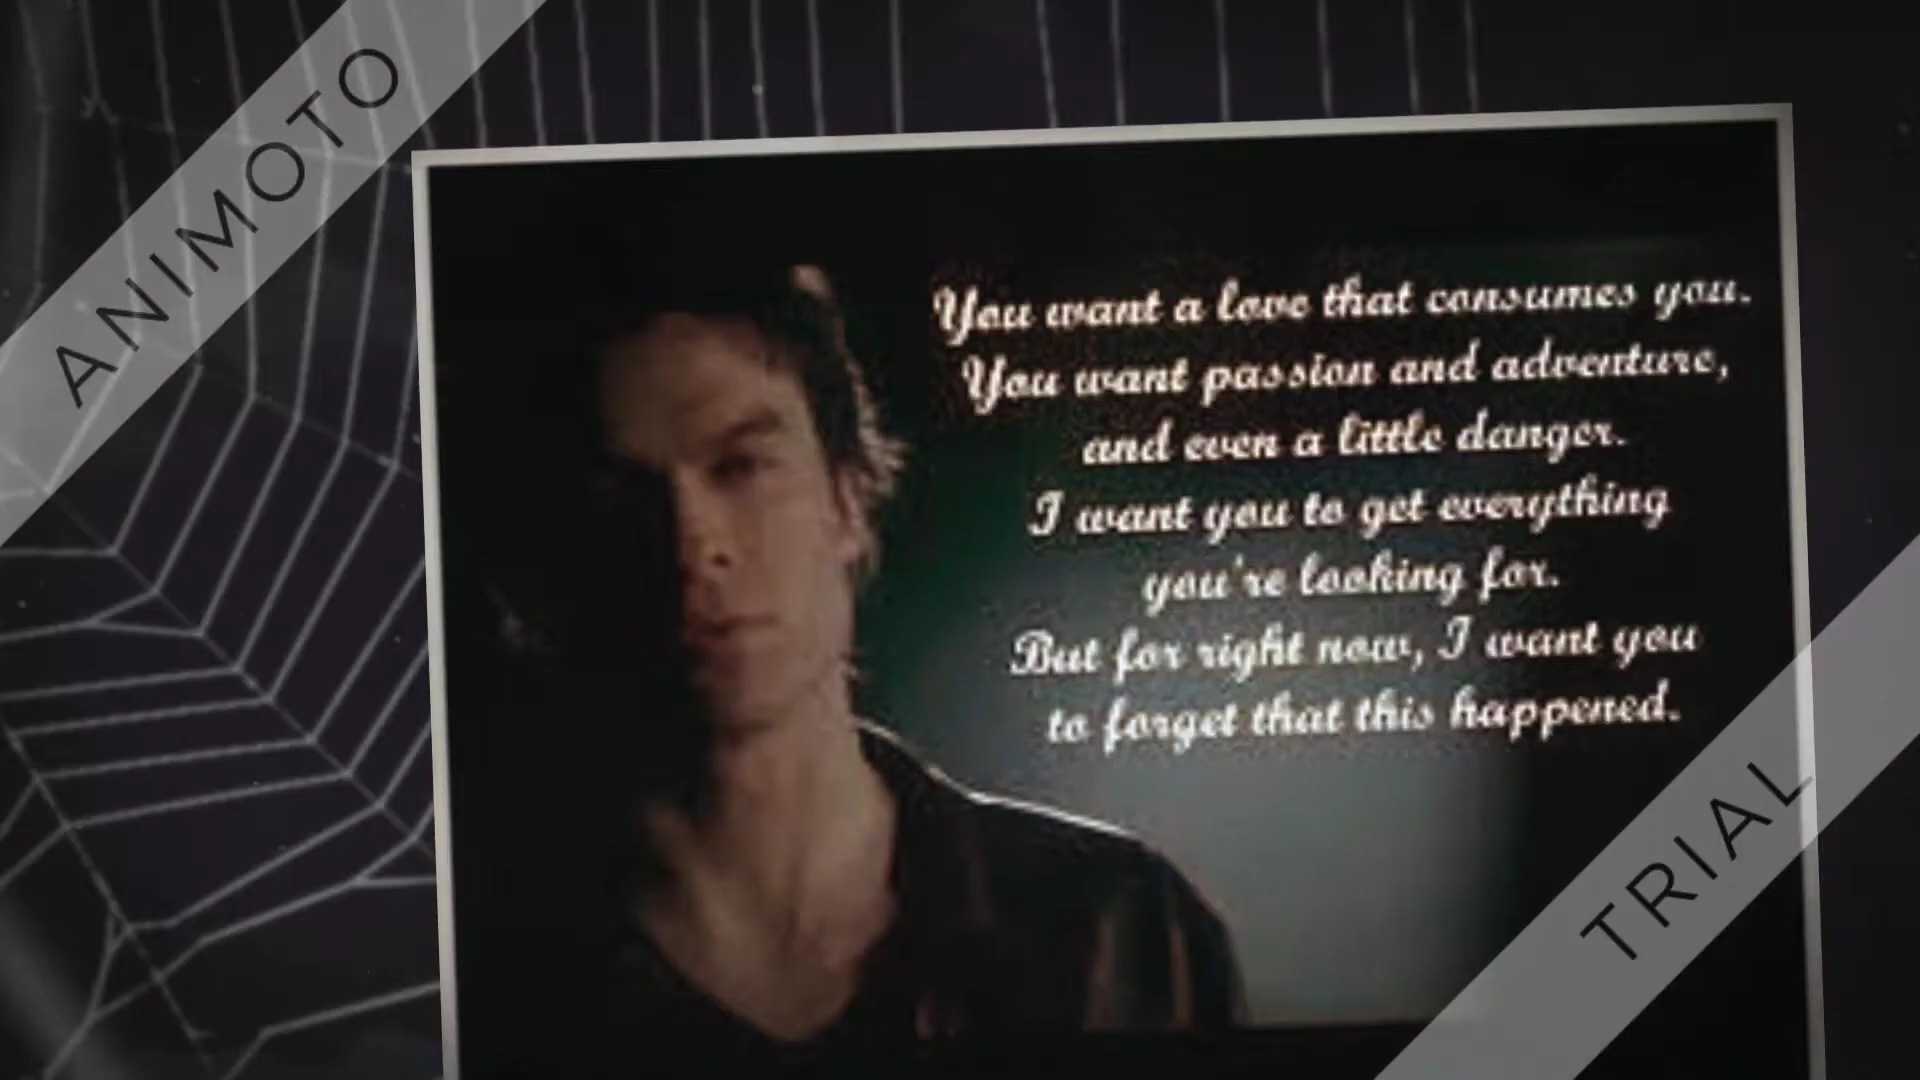 ANIMOTO
You want a love that consumes you.
You want passion and adventure,
and even a little danger.
I want you to get everything
you're looking for.
But for right now, I want you
to forget that this happened.
TRIAL